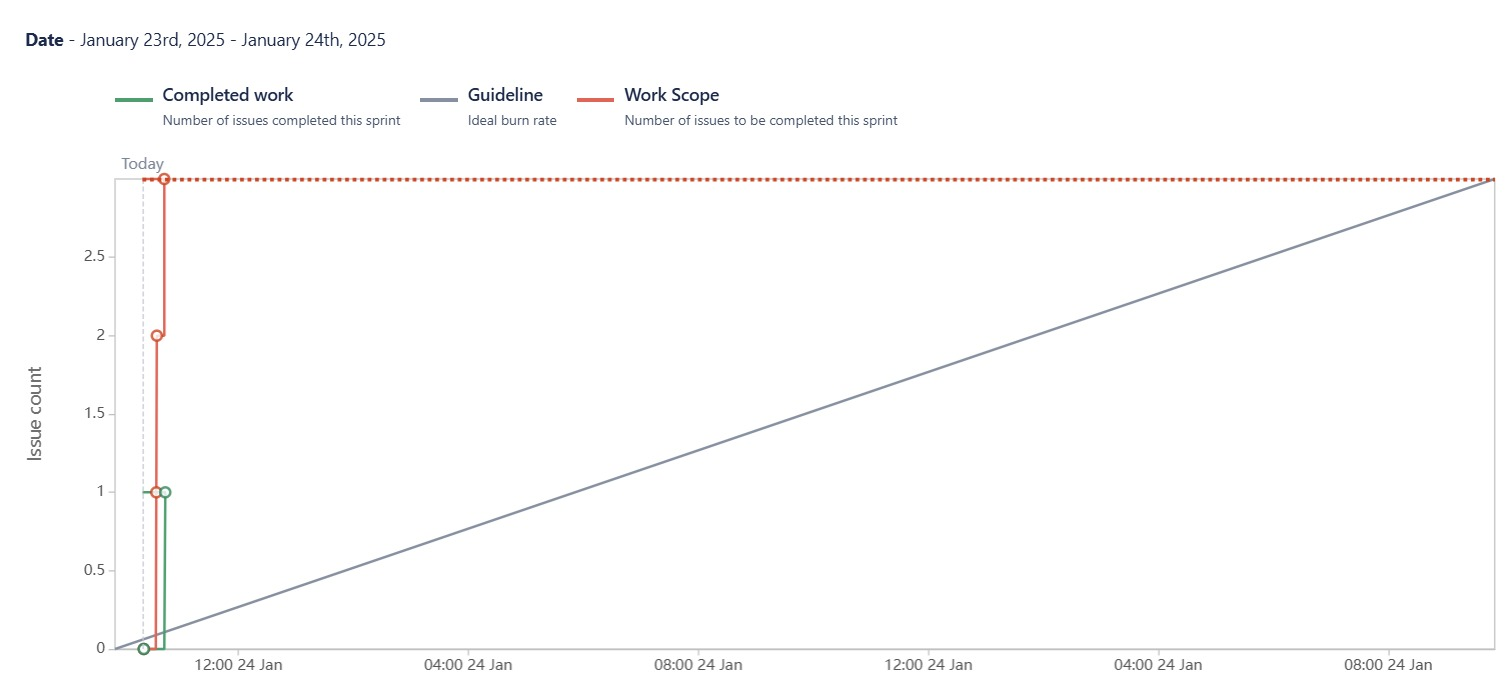 Date - January 23rd, 2025 - January 24th, 2025
Completed work
Number of issues completed this sprint
Guideline
Ideal burn rate
Work Scope
Number of issues to be completed this sprint
Today
2.5
2
1.5
1
0.5
0
Issue count
12:00 24 Jan
04:00 24 Jan
08:00 24 Jan
12:00 24 Jan
04:00 24 Jan
08:00 24 Jan